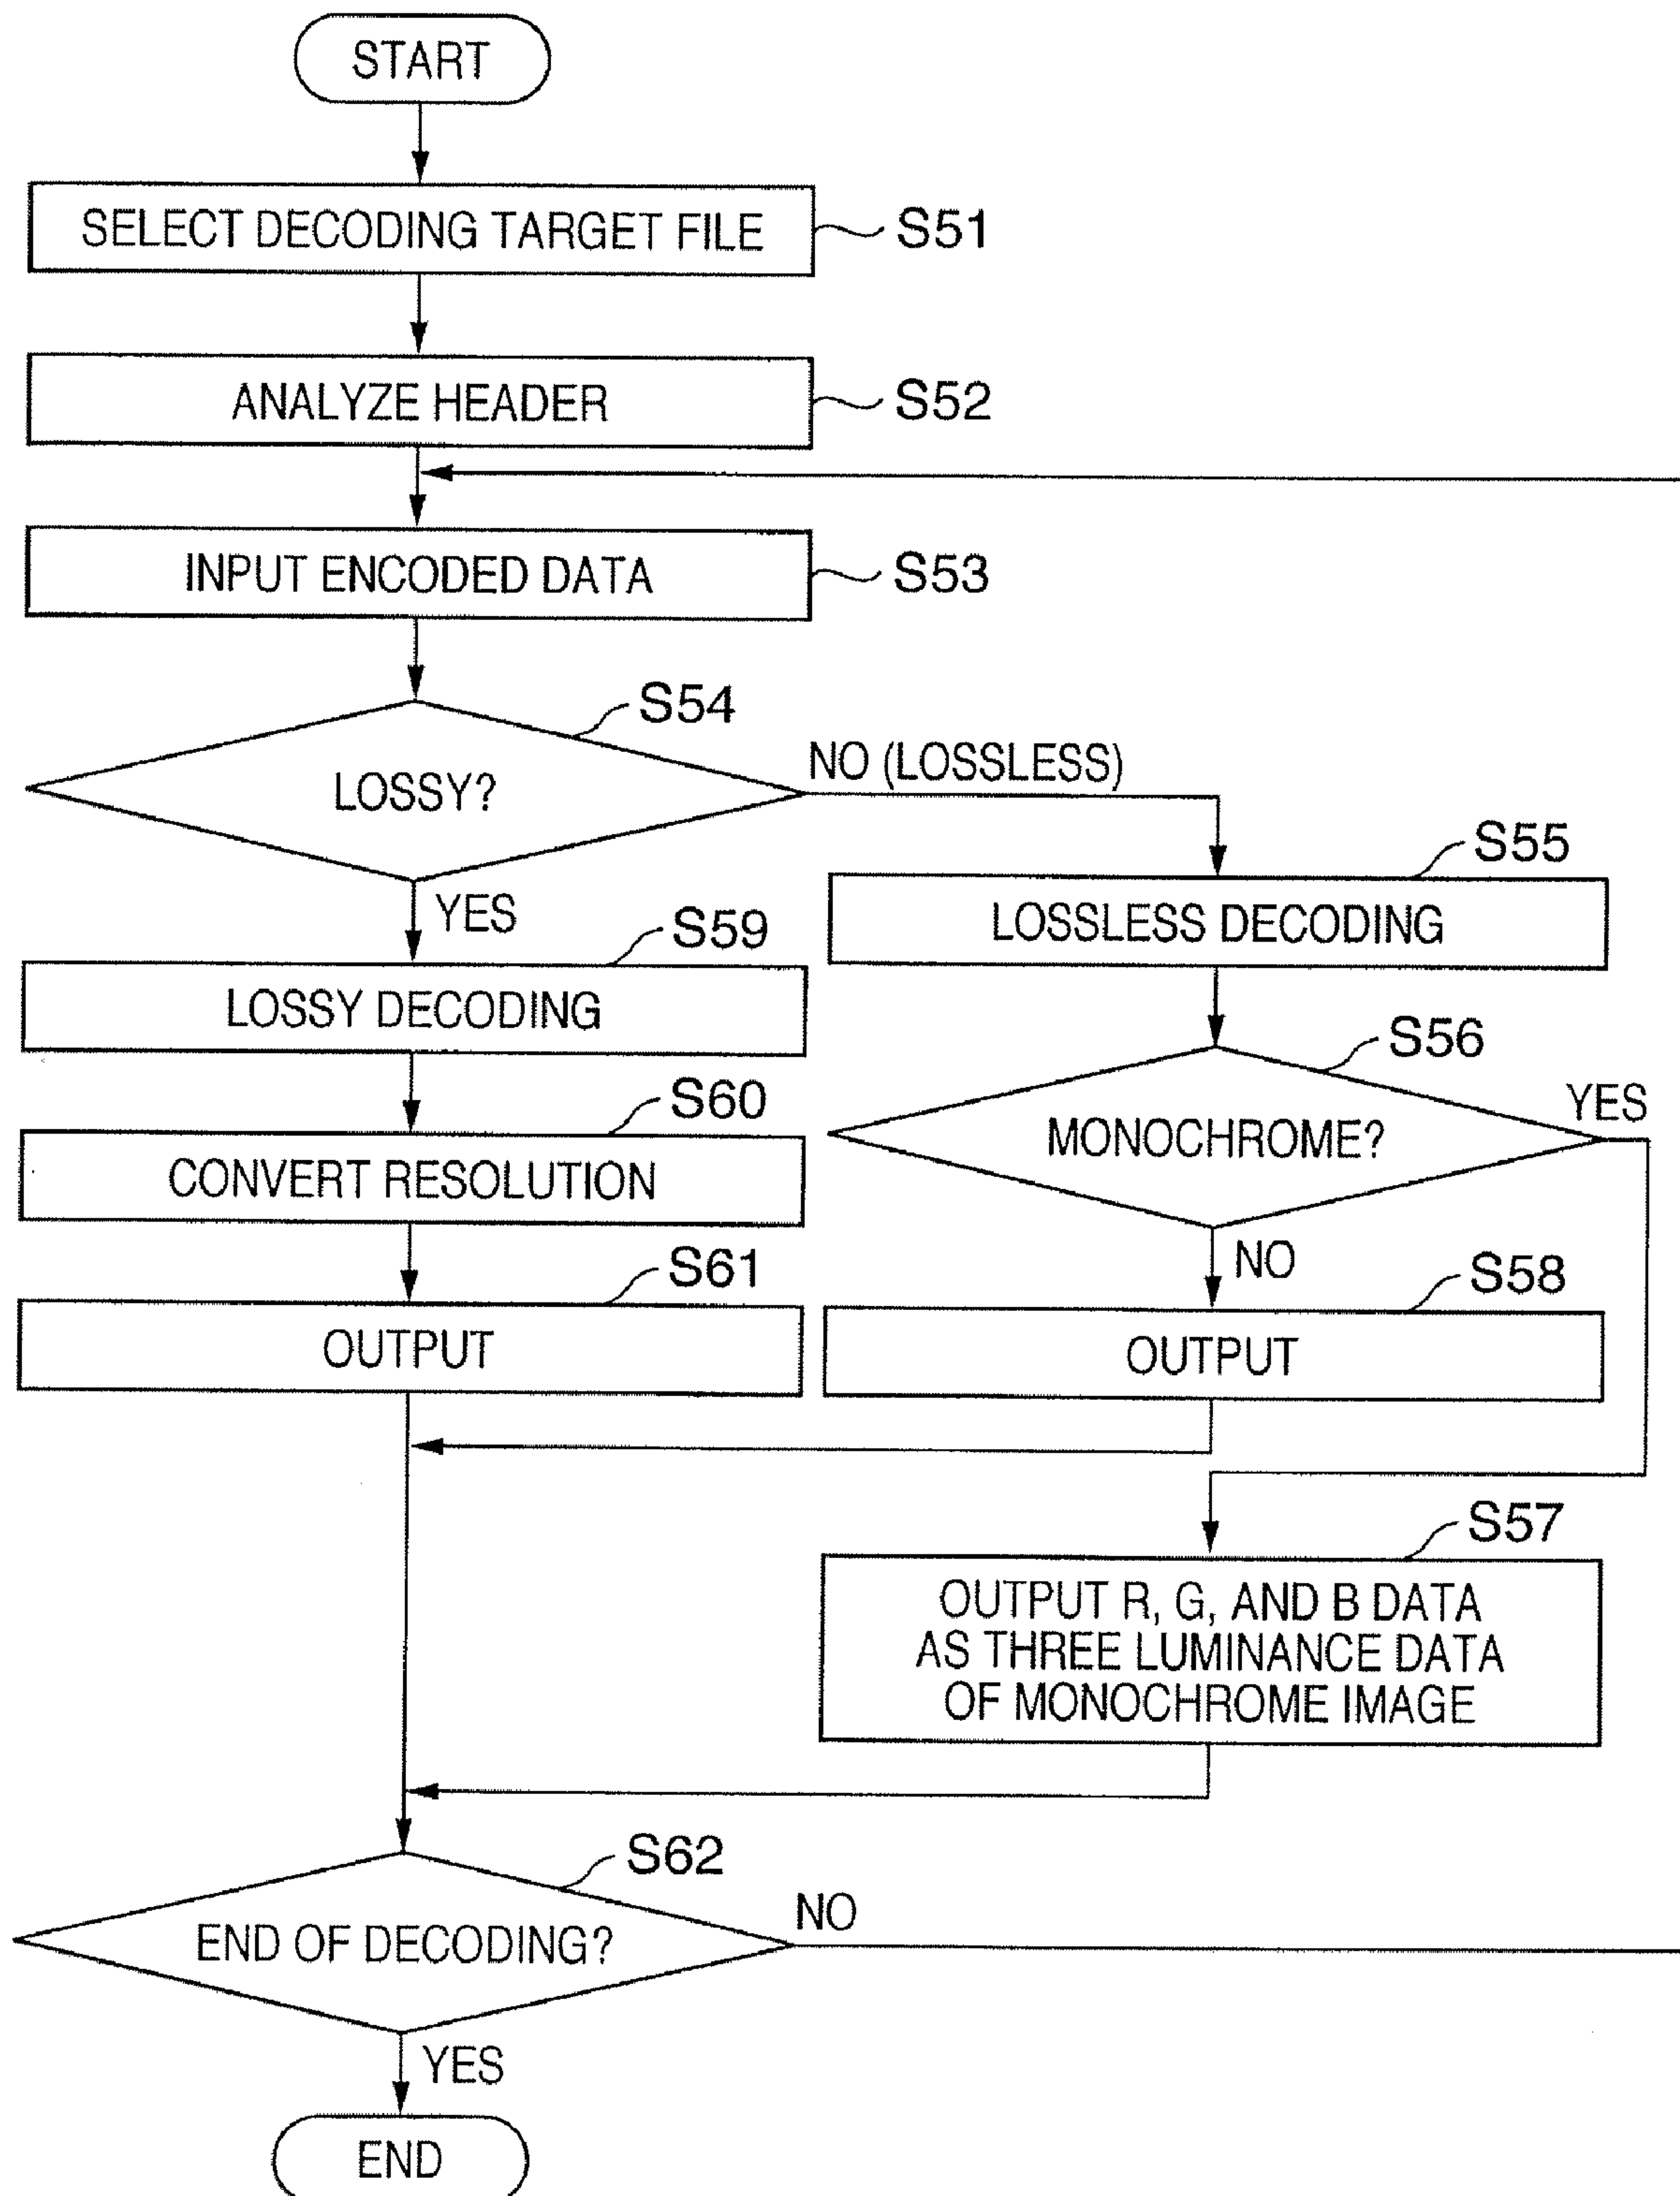 START
SELECT DECODING TARGET FILE
S51
ANALYZE HEADER
S52
INPUT ENCODED DATA
S53
S54
LOSSY?
NO (LOSSLESS)
YES
S55
LOSSLESS DECODING
S59
LOSSY DECODING
S56
MONOCHROME?
YES
S60
CONVERT RESOLUTION
NO
S61
OUTPUT
S58
OUTPUT
S57
OUTPUT R, G, AND B DATA
AS THREE LUMINANCE DATA
OF MONOCHROME IMAGE
S62
END OF DECODING?
NO
YES
END